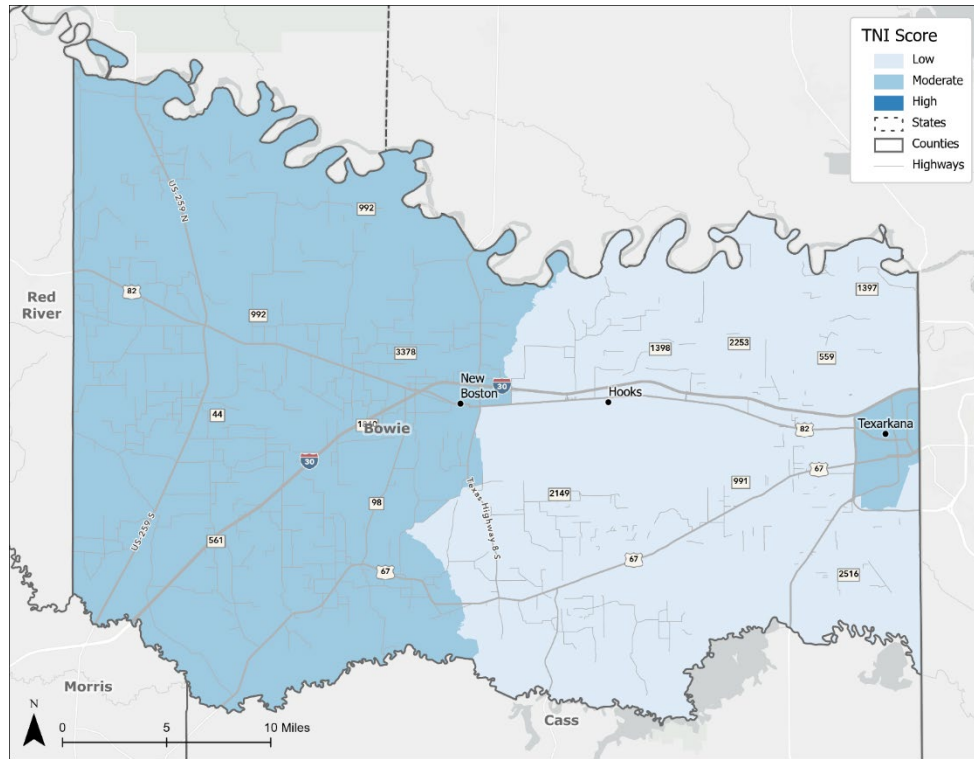 TNI Score
Low
Moderate
High
States
Counties
Highways
992
US-259-N
Red
River
82
992
1397
3378
1398
2253
559
New
Boston
30
Hooks
44
Bowie
82
Texarkana
30
67
98
2149
991
Texas-Highway-8-S
561
US-259-S
67
67
2516
Morris
Cass
N
0
5
10 Miles